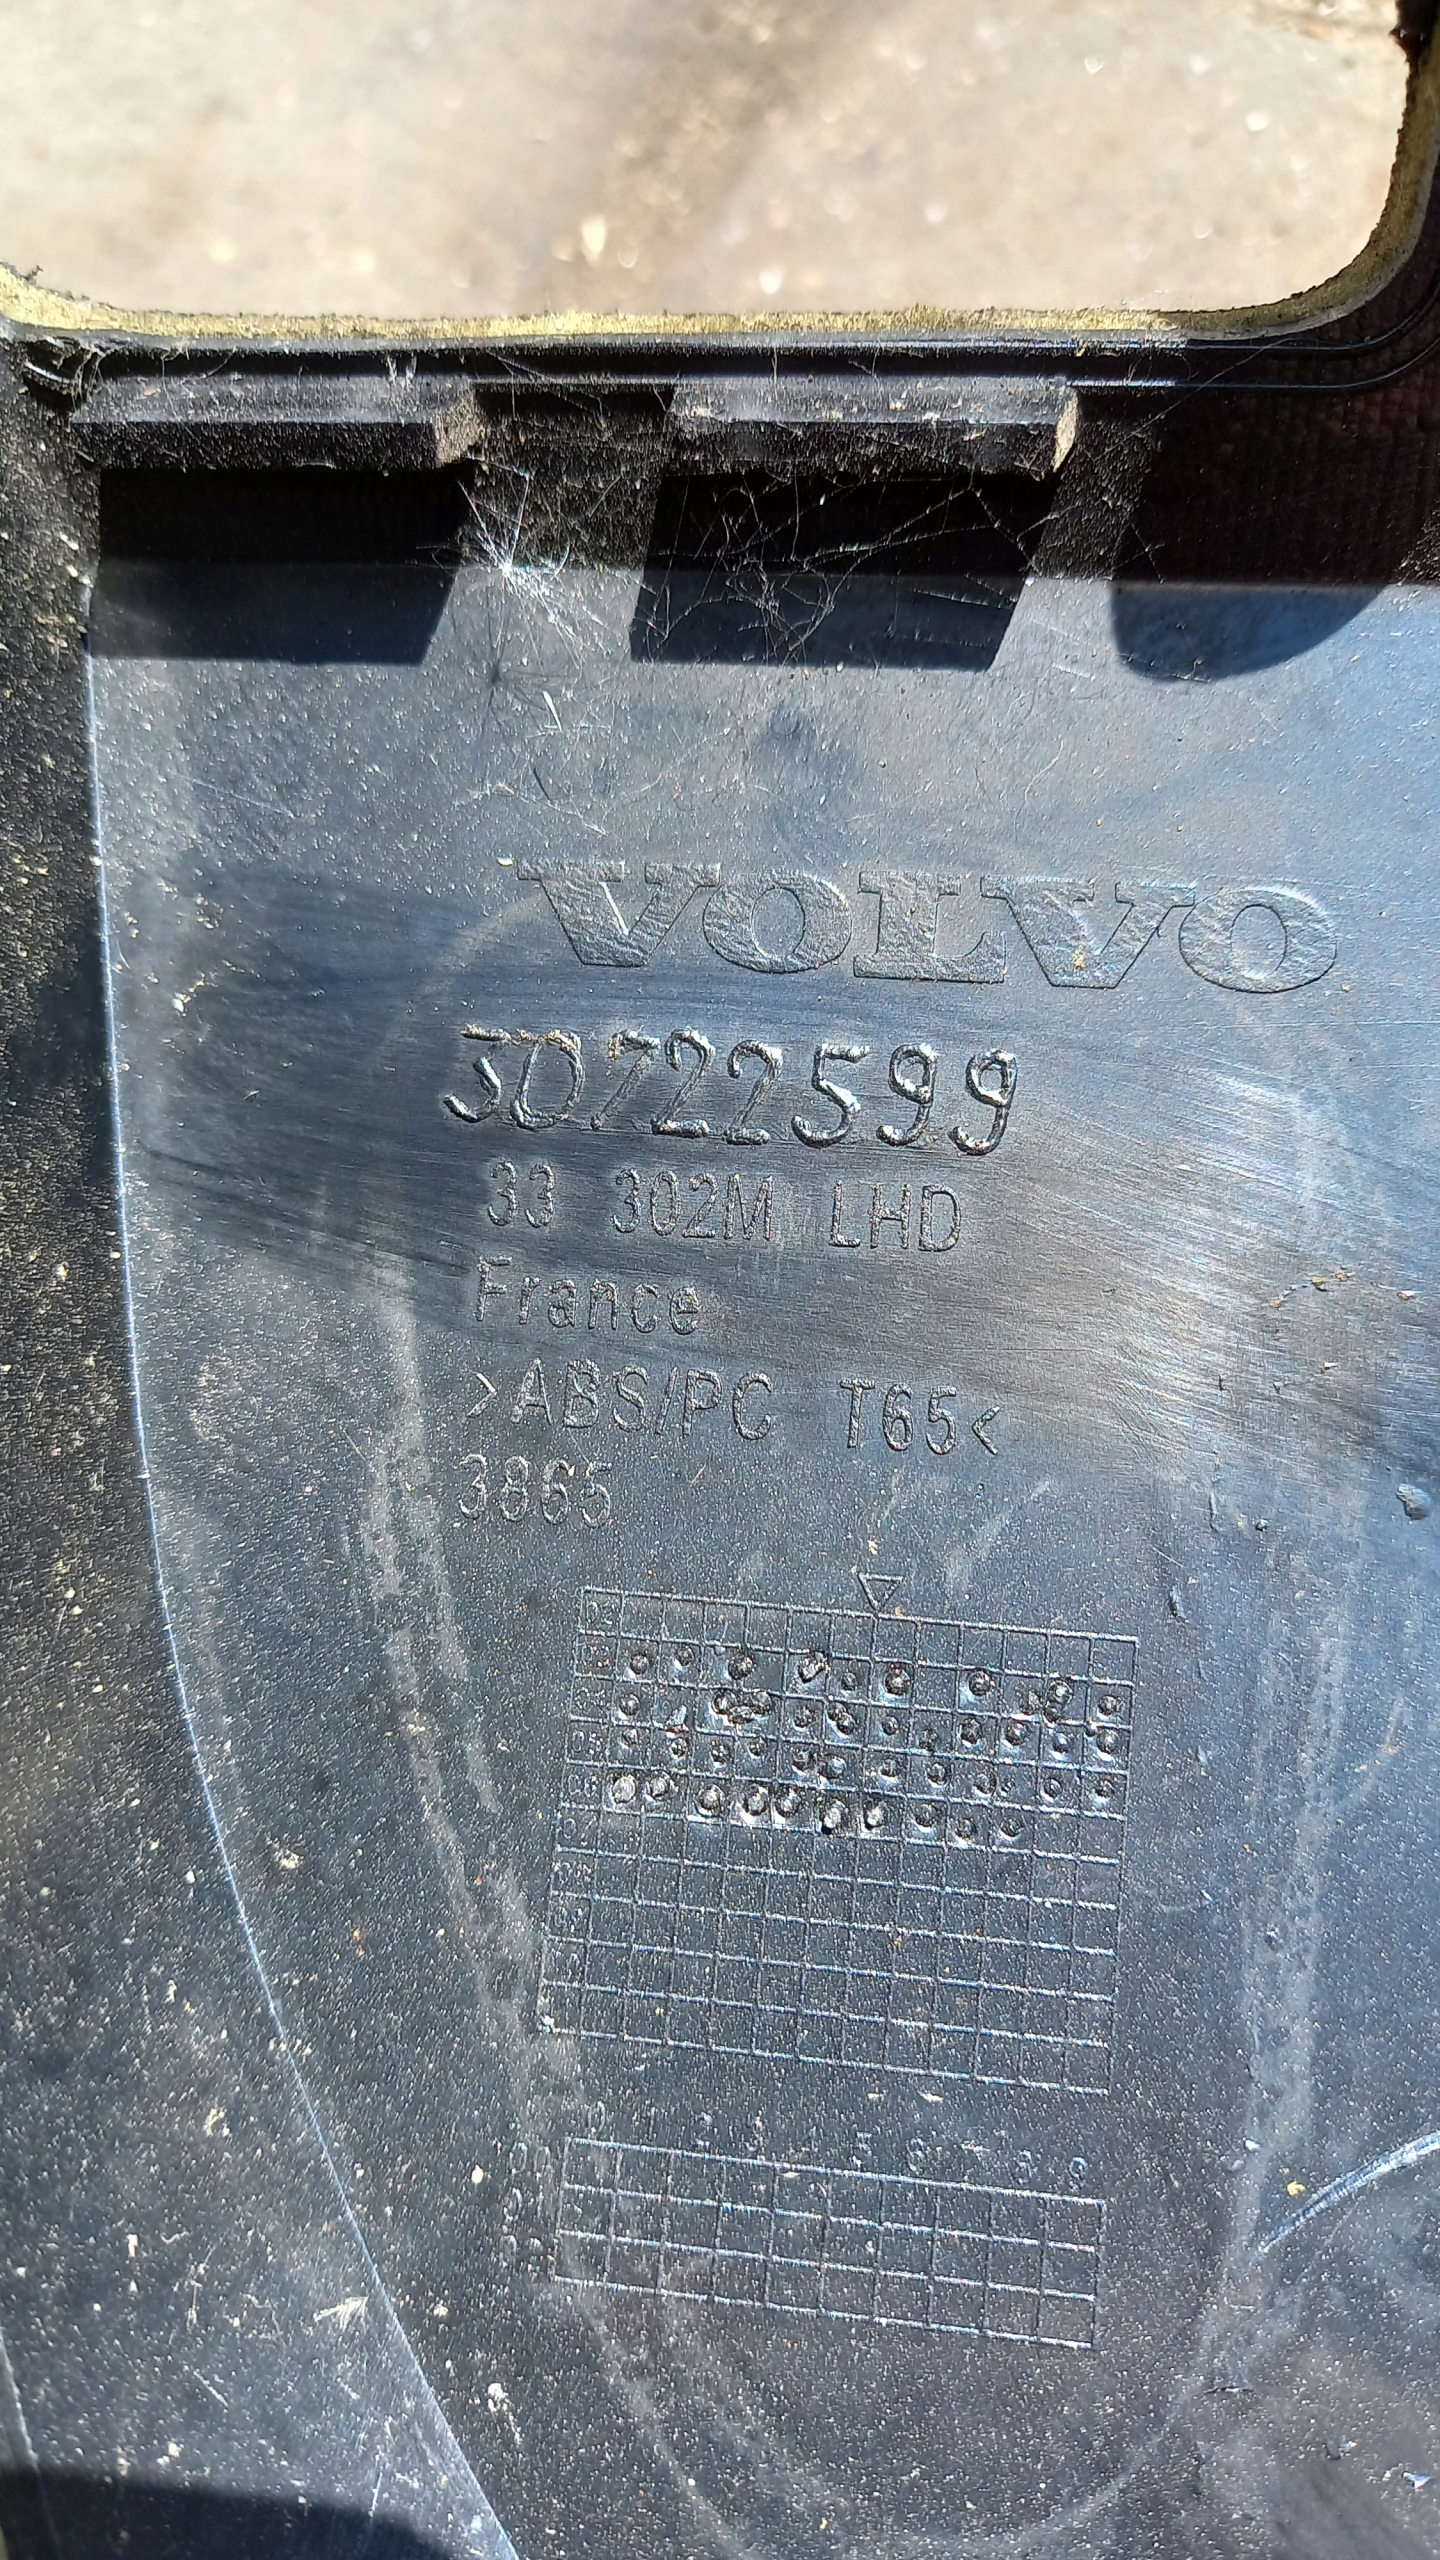 VOLVO
30722599
33 302M LHD
France
>ABS/PC T65<
3865